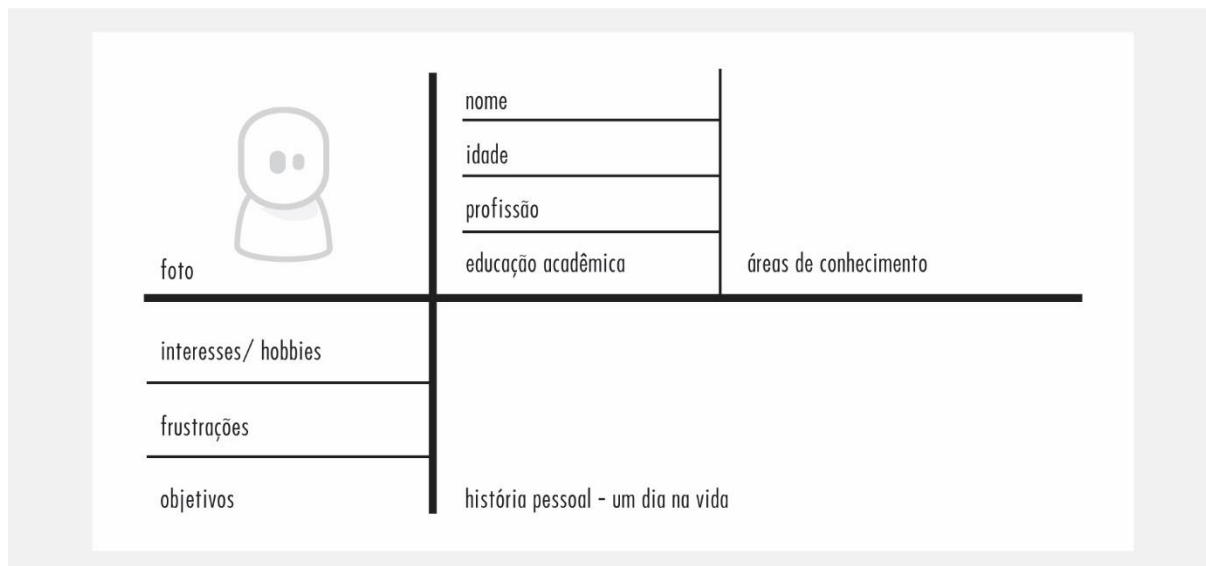 nome
idade
profissão
educação acadêmica
áreas de conhecimento
foto
interesses/ hobbies
frustrações
objetivos
história pessoal - um dia na vida